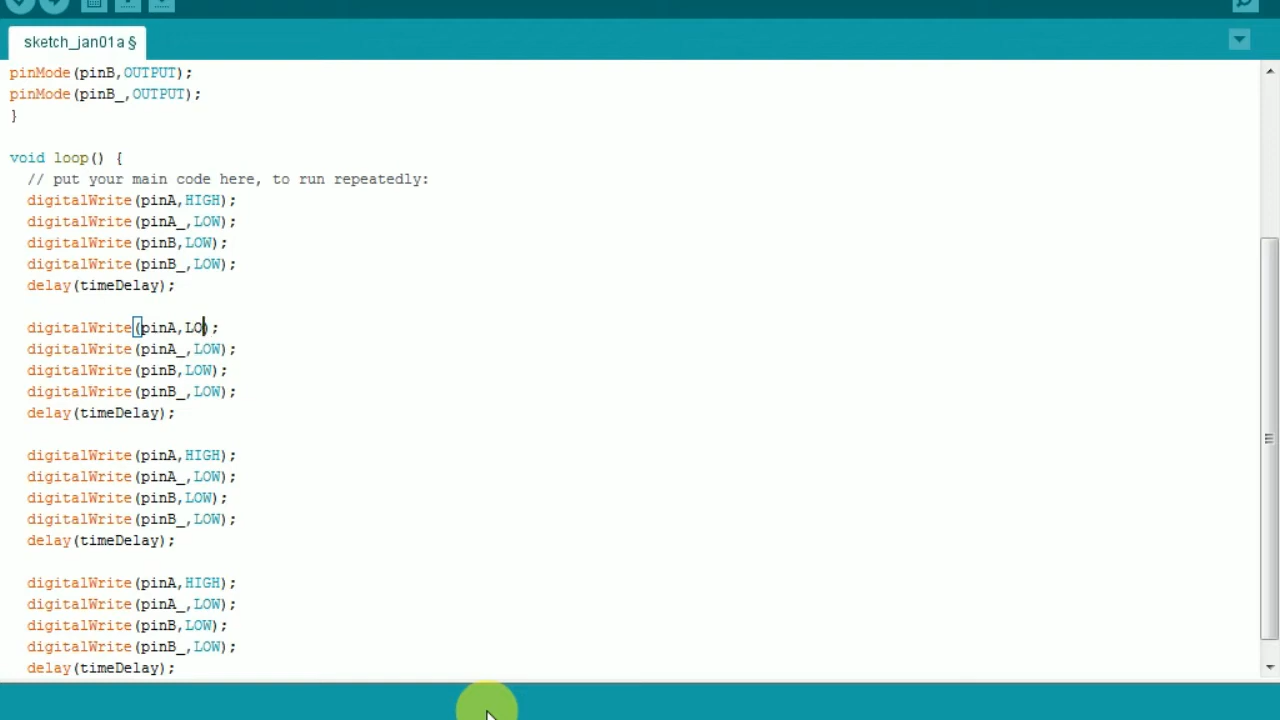 sketch_jan01a §
pinMode(pinB,OUTPUT);
pinMode(pinB_,OUTPUT);
}
void loop() {
// put your main code here, to run repeatedly:
digitalWrite(pinA,HIGH);
digitalWrite(pinA_,LOW);
digitalWrite(pinB,LOW);
digitalWrite(pinB_,LOW);
delay(timeDelay);
digitalWrite(pinA,LO);
digitalWrite(pinA_,LOW);
digitalWrite(pinB,LOW);
digitalWrite(pinB_,LOW);
delay(timeDelay);
digitalWrite(pinA,HIGH);
digitalWrite(pinA_,LOW);
digitalWrite(pinB,LOW);
digitalWrite(pinB_,LOW);
delay(timeDelay);
digitalWrite(pinA,HIGH);
digitalWrite(pinA_,LOW);
digitalWrite(pinB,LOW);
digitalWrite(pinB_,LOW);
delay(timeDelay);